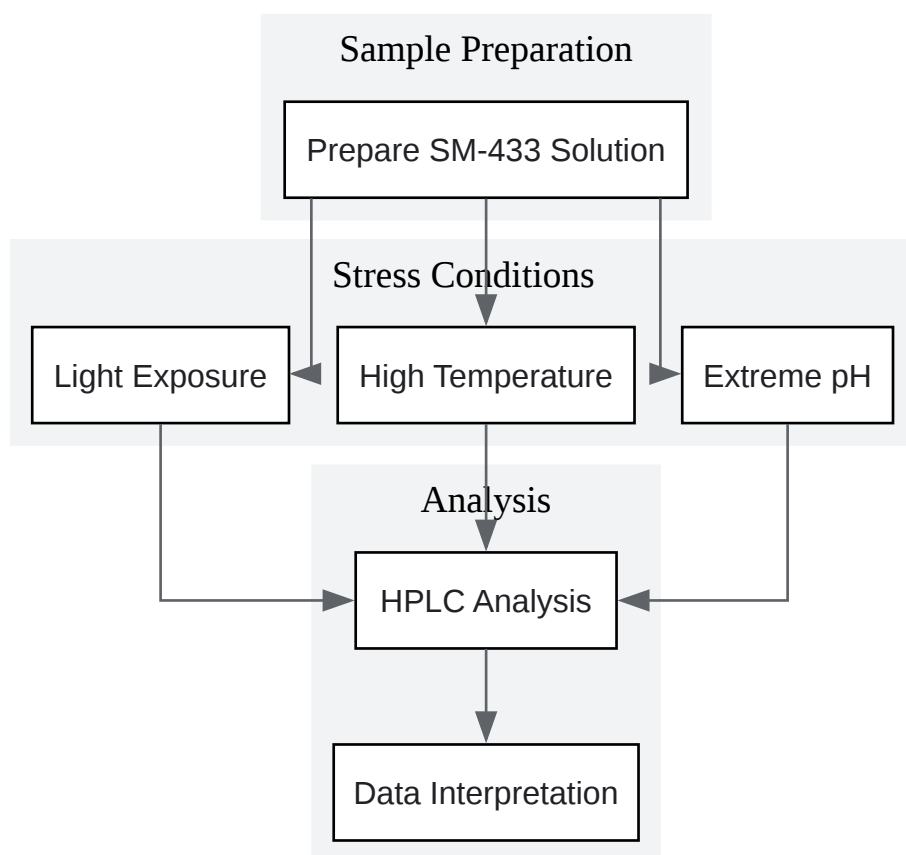 Sample Preparation
Prepare SM-433 Solution
Stress Conditions
Light Exposure
High Temperature
Extreme pH
Analysis
HPLC Analysis
Data Interpretation